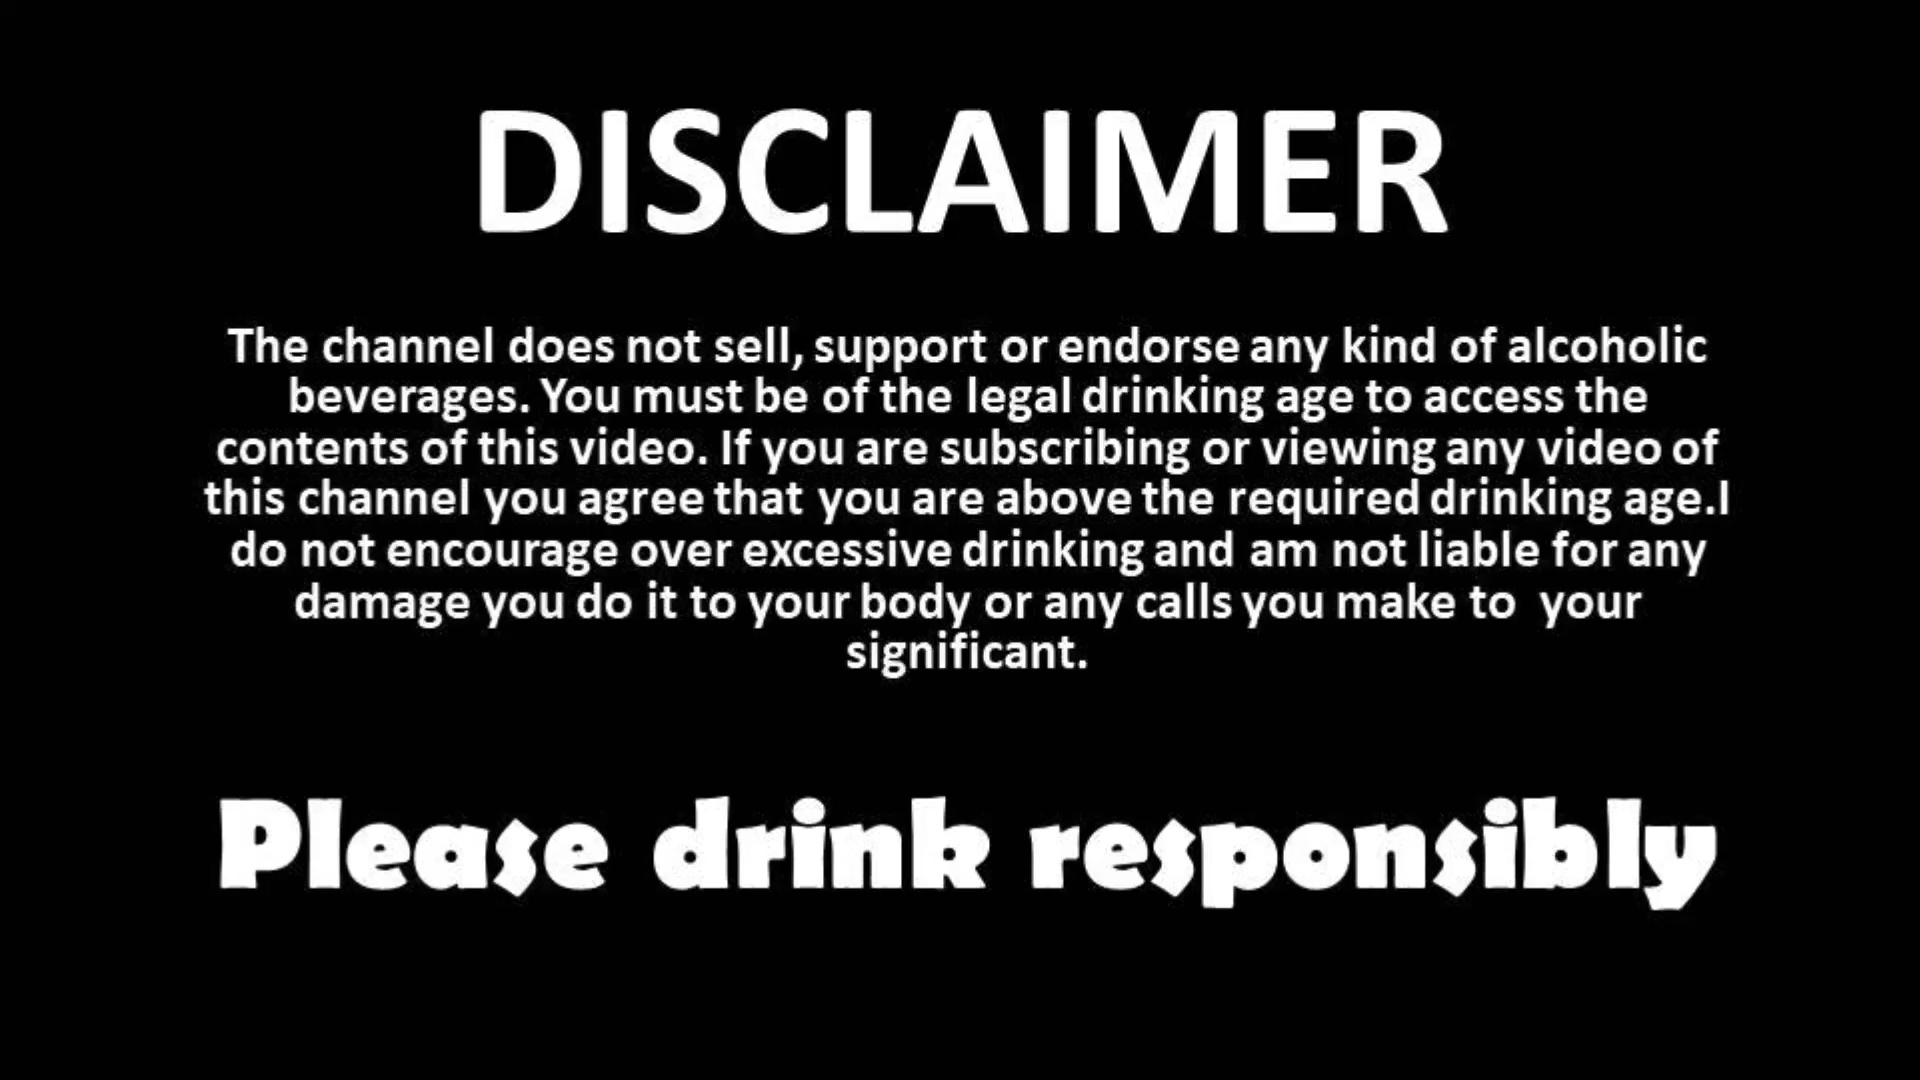 DISCLAIMER
The channel does not sell, support or endorse any kind of alcoholic
beverages. You must be of the legal drinking age to access the
contents of this video. If you are subscribing or viewing any video of
this channel you agree that you are above the required drinking age.I
do not encourage over excessive drinking and am not liable for any
damage you do it to your body or any calls you make to your
significant.
Please drink responsibly